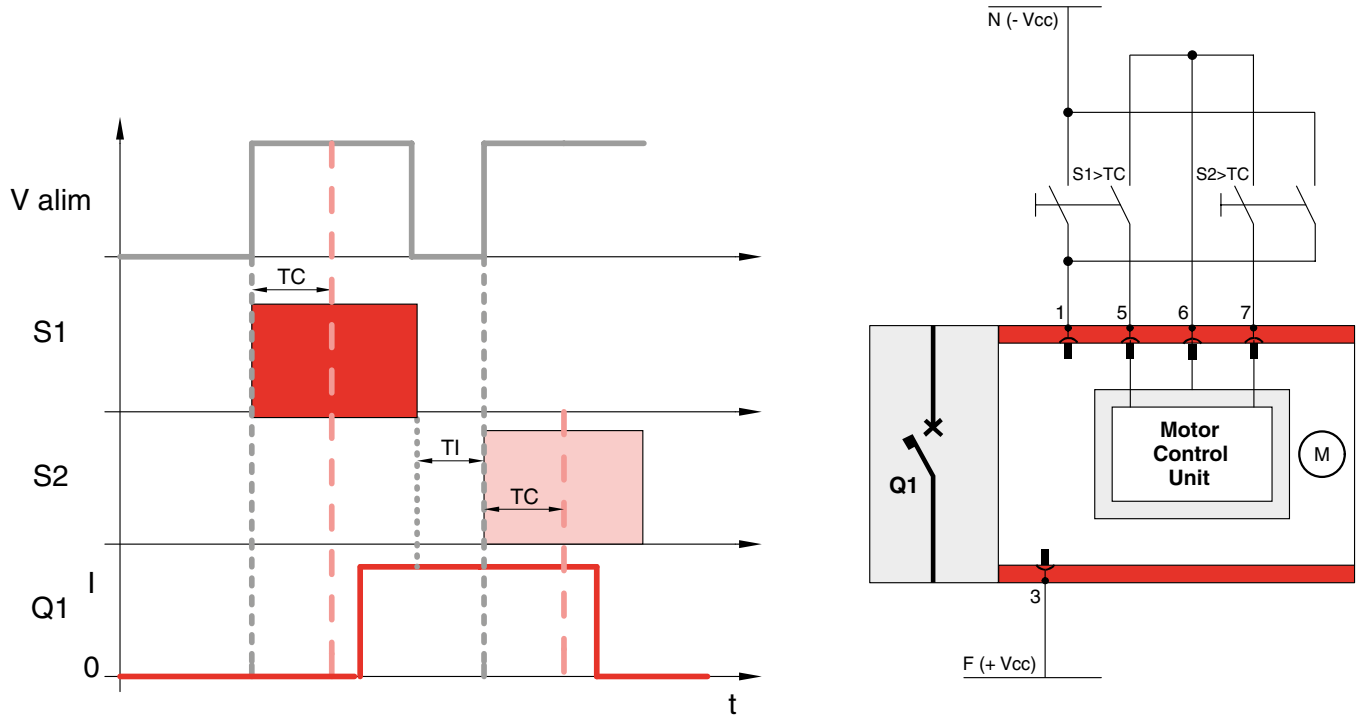 V alim
TC
S1
TI
S2
TC
I
Q1
0
t
N (- Vcc)
S1>TC
S2>TC
1
5
6
7
Motor
Control
Unit
M
Q1
3
F (+ Vcc)